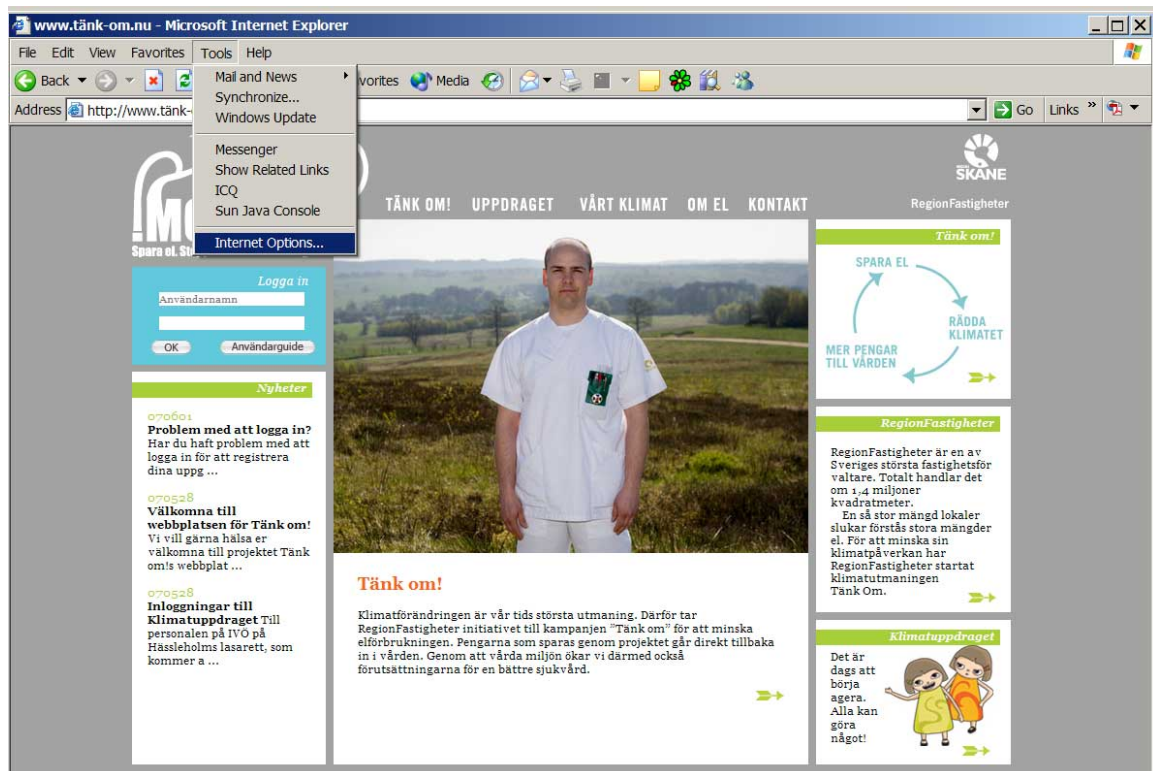 www.tänk-om.nu - Microsoft Internet Explorer
File Edit View Favorites Tools Help
Back vorites Media
Address http://www.tänk- Go Links »
Mail and News
Synchronize...
Windows Update
Messenger
Show Related Links
ICQ
Sun Java Console
Internet Options...
SKÅNE
TÄNK OM! UPPDRAGET VÅRT KLIMAT OM EL KONTAKT
RegionFastigheter
Spara el.
Logga in
Användarnamn
OK Användarguide
Nyheter
070601
Problem med att logga in?
Har du haft problem med att
logga in för att registrera
dina uppg ...
070528
Välkomna till
webbplatsen för Tänk om!
Vi vill gärna hälsa er
välkomna till projektet Tänk
om!s webbplat ...
070528
Inloggningar till
Klimatuppdraget Till
personalen på IVÖ på
Hässleholms lasarett, som
kommer a ...
Tänk om!
Klimatförändringen är vår tids största utmaning. Därför tar
RegionFastigheter initiativet till kampanjen ”Tänk om” för att minska
elförbrukningen. Pengarna som sparas genom projektet går direkt tillbaka
in i vården. Genom att vårda miljön ökar vi därmed också
förutsättningarna för en bättre sjukvård.
Tänk om!
SPARA EL
RÄDDA
KLIMATET
MER PENGAR
TILL VÅRDEN
RegionFastigheter
RegionFastigheter är en av
Sveriges största fastighetsför
valtare. Totalt handlar det
om 1,4 miljoner
kvadratmeter.
En så stor mängd lokaler
slukar förstås stora mängder
el. För att minska sin
klimatpåverkan har
RegionFastigheter startat
klimatutmaningen
Tänk Om.
Klimatuppdraget
Det är
dags att
börja
agera.
Alla kan
göra
något!